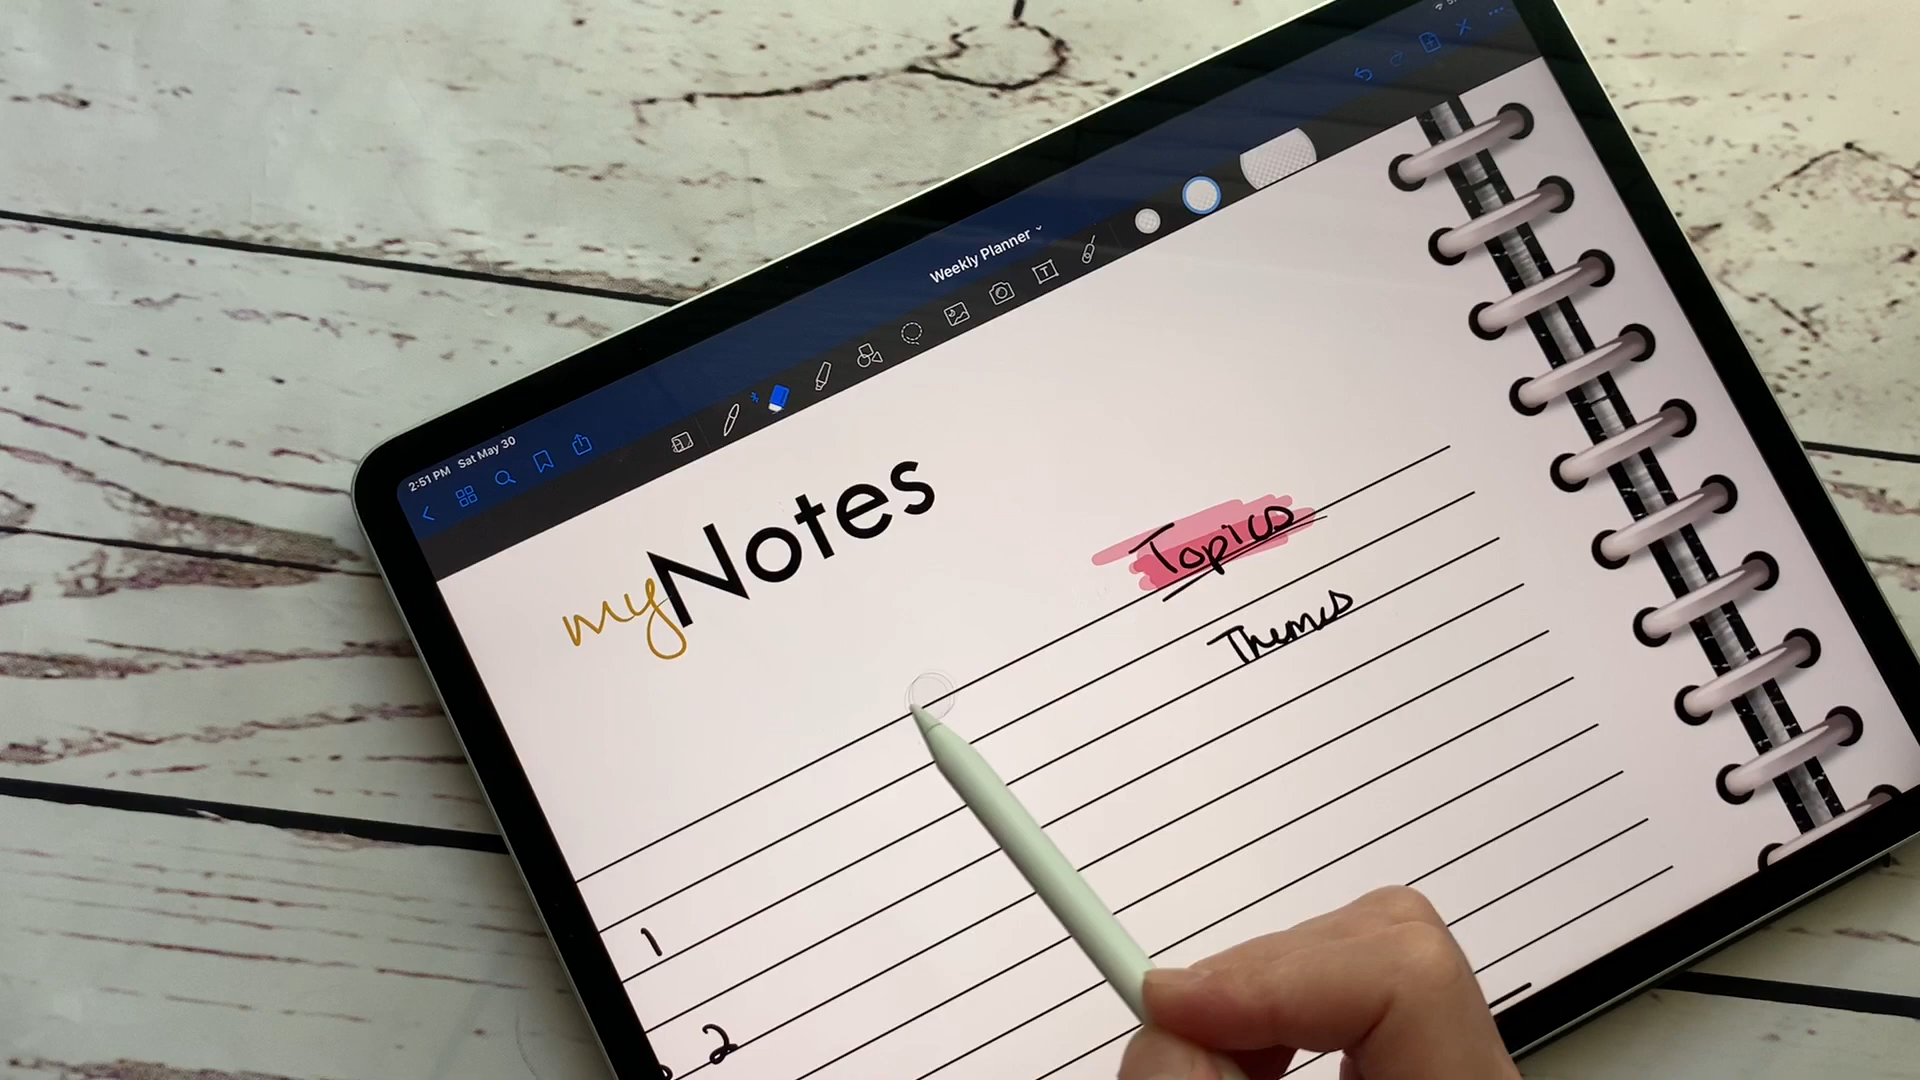 2:51 PM Sat May 30
Weekly Planner
myNotes
Topics
Themes
1
2